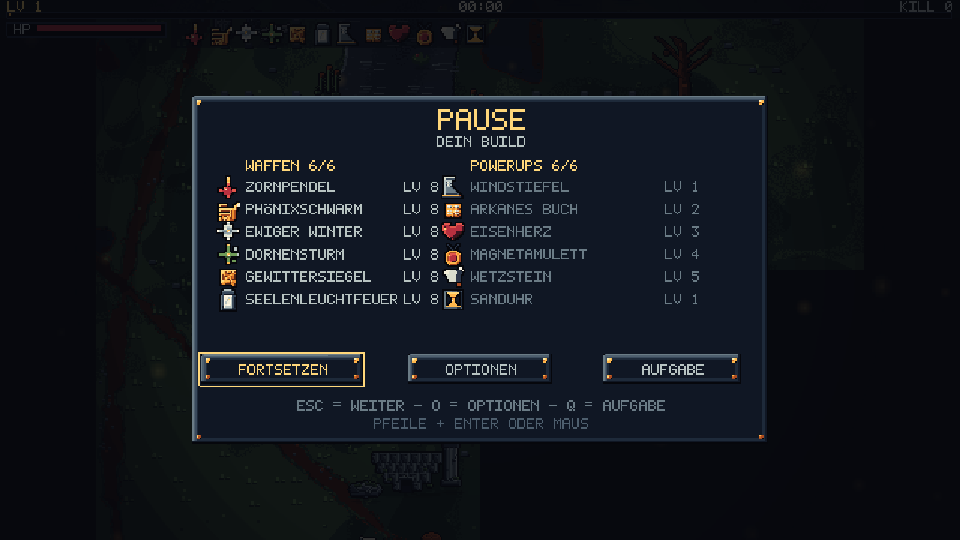 LV 1 00:00 KILL 0
HP
PAUSE
DEIN BUILD
WAFFEN 6/6 POWERUPS 6/6
ZORNPENDEL LV 8 WINDSTIEFEL LV 1
PHöNIXSCHWARM LV 8 ARKANES BUCH LV 2
EWIGER WINTER LV 8 EISENHERZ LV 3
DORNENSTURM LV 8 MAGNETAMULETT LV 4
GEWITTERSIEGEL LV 8 WETZSTEIN LV 5
SEELENLEUCHTFEUER LV 8 SANDUHR LV 1
FORTSETZEN OPTIONEN AUFGABE
ESC = WEITER - O = OPTIONEN - Q = AUFGABE
PFEILE + ENTER ODER MAUS